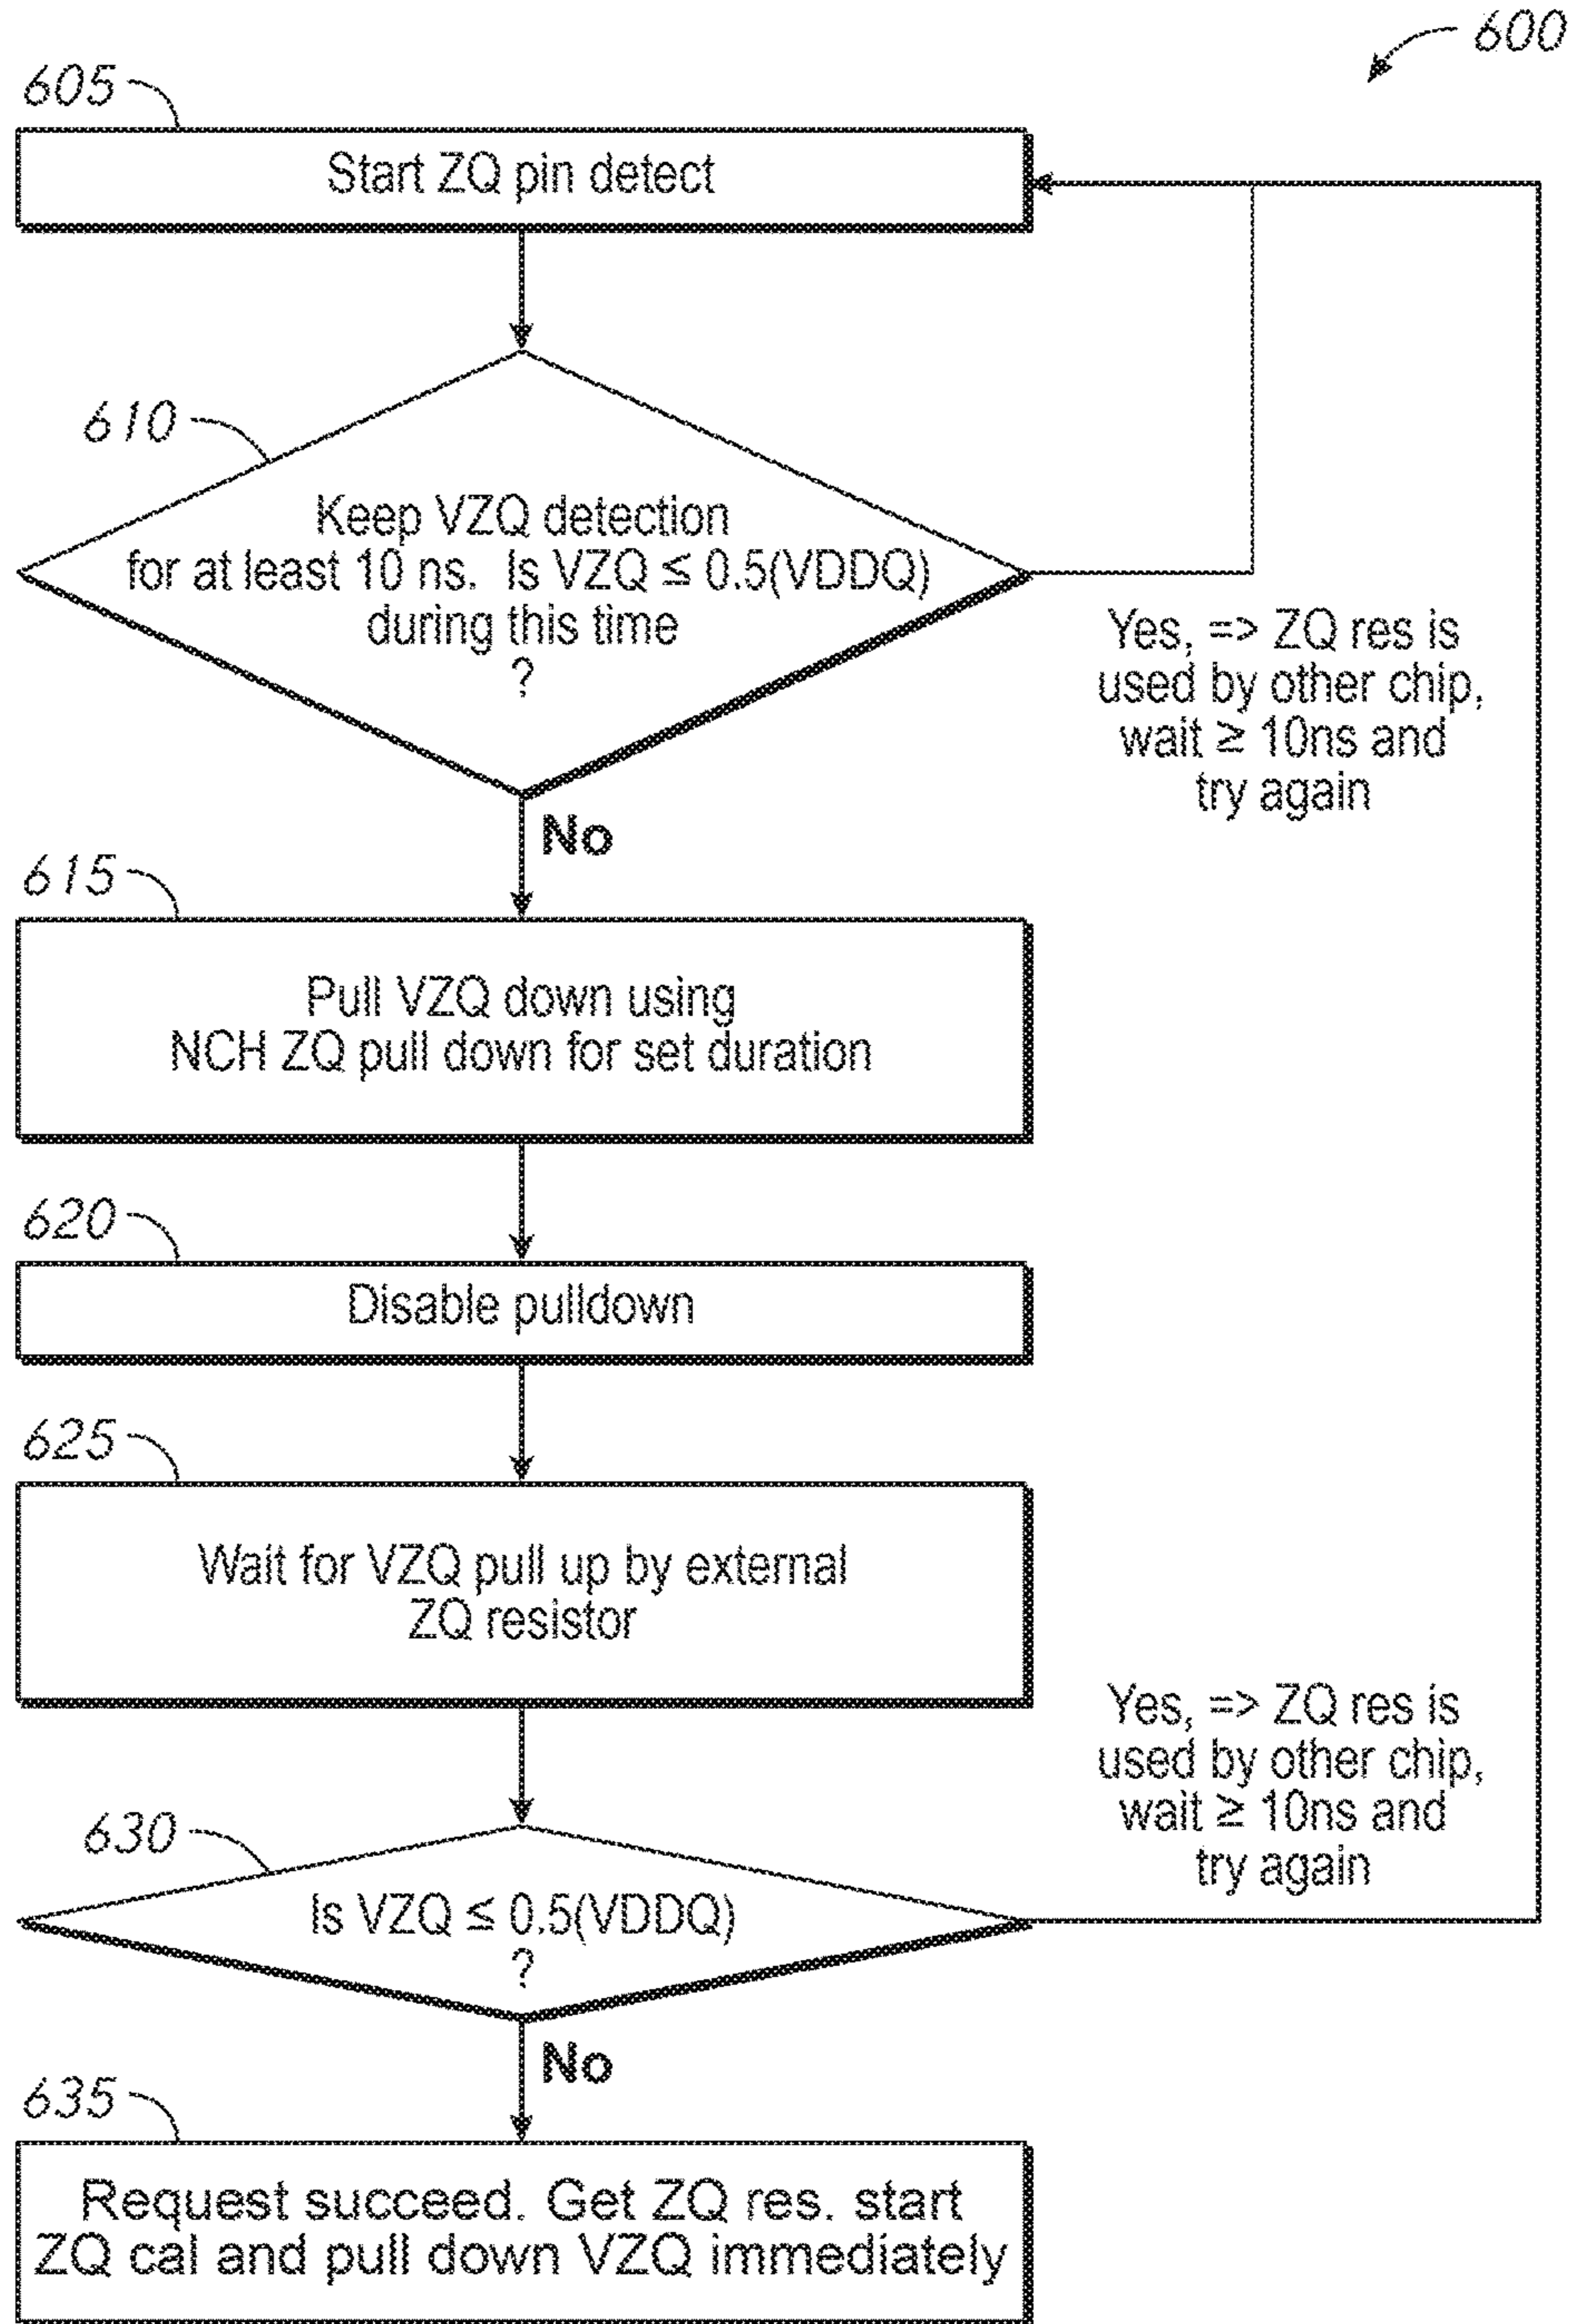 600
605
Start ZQ pin detect
610
Keep VZQ detection
for at least 10 ns. Is VZQ ≤ 0.5(VDDQ)
during this time
?
Yes, => ZQ res is
used by other chip,
wait ≥ 10ns and
try again
No
615
Pull VZQ down using
NCH ZQ pull down for set duration
620
Disable pulldown
625
Wait for VZQ pull up by external
ZQ resistor
Yes, => ZQ res is
used by other chip,
wait ≥ 10ns and
try again
630
Is VZQ ≤ 0.5(VDDQ)
?
No
635
Request succeed. Get ZQ res. start
ZQ cal and pull down VZQ immediately